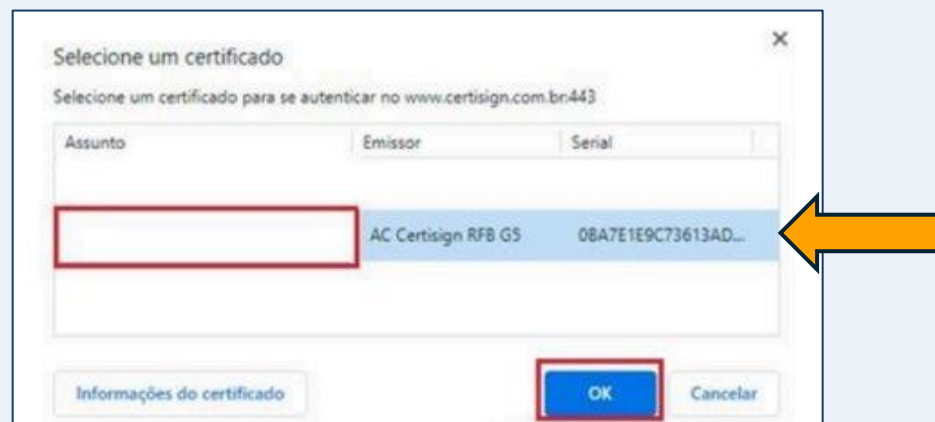 Selecione um certificado
Selecione um certificado para se autenticar no www.certisign.com.br:443
Assunto Emissor Serial
AC Certisign RFB G5 08A7E1E9C73613AD...
Informações do certificado OK Cancelar